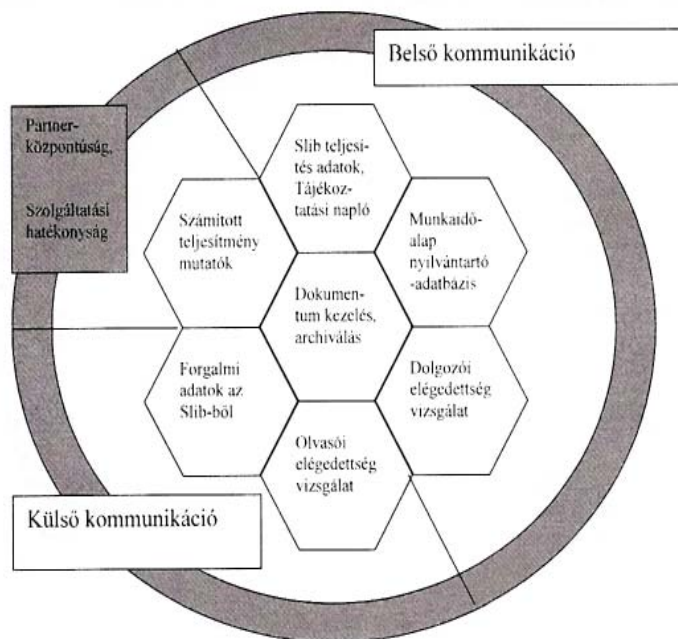 Belső kommunikáció
Partner-
központúság,
Szolgáltatási
hatékonyság
Slib teljesí-
tés adatok,
Tájékoz-
tatási napló
Számított
teljesítmény
mutatók
Munkaidő-
alap
nyilvántartó
-adatbázis
Dokumen-
tum kezelés,
archiválás
Forgalmi
adatok az
Slib-ből
Dolgozói
elégedettség
vizsgálat
Olvasói
elégedettség
vizsgálat
Külső kommunikáció